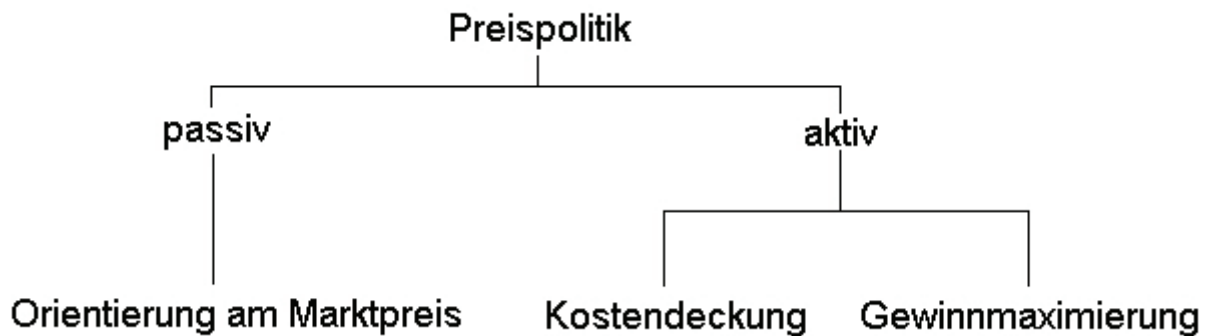 Preispolitik
passiv
aktiv
Orientierung am Marktpreis
Kostendeckung
Gewinnmaximierung